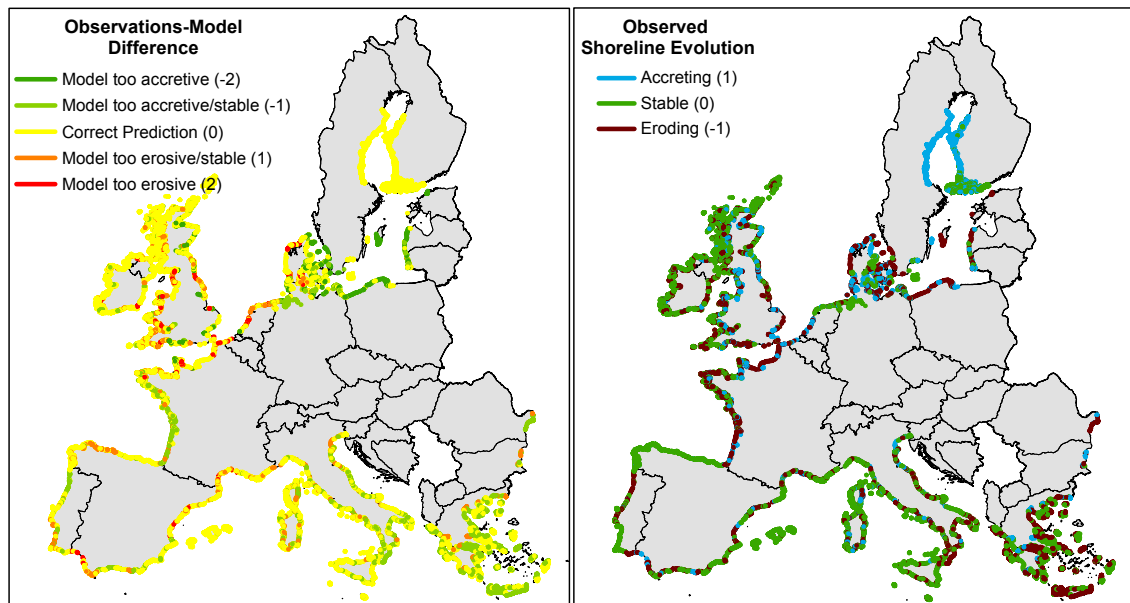 Observations-Model
Difference
Model too accretive (-2)
Model too accretive/stable (-1)
Correct Prediction (0)
Model too erosive/stable (1)
Model too erosive (2)
Observed
Shoreline Evolution
Accreting (1)
Stable (0)
Eroding (-1)